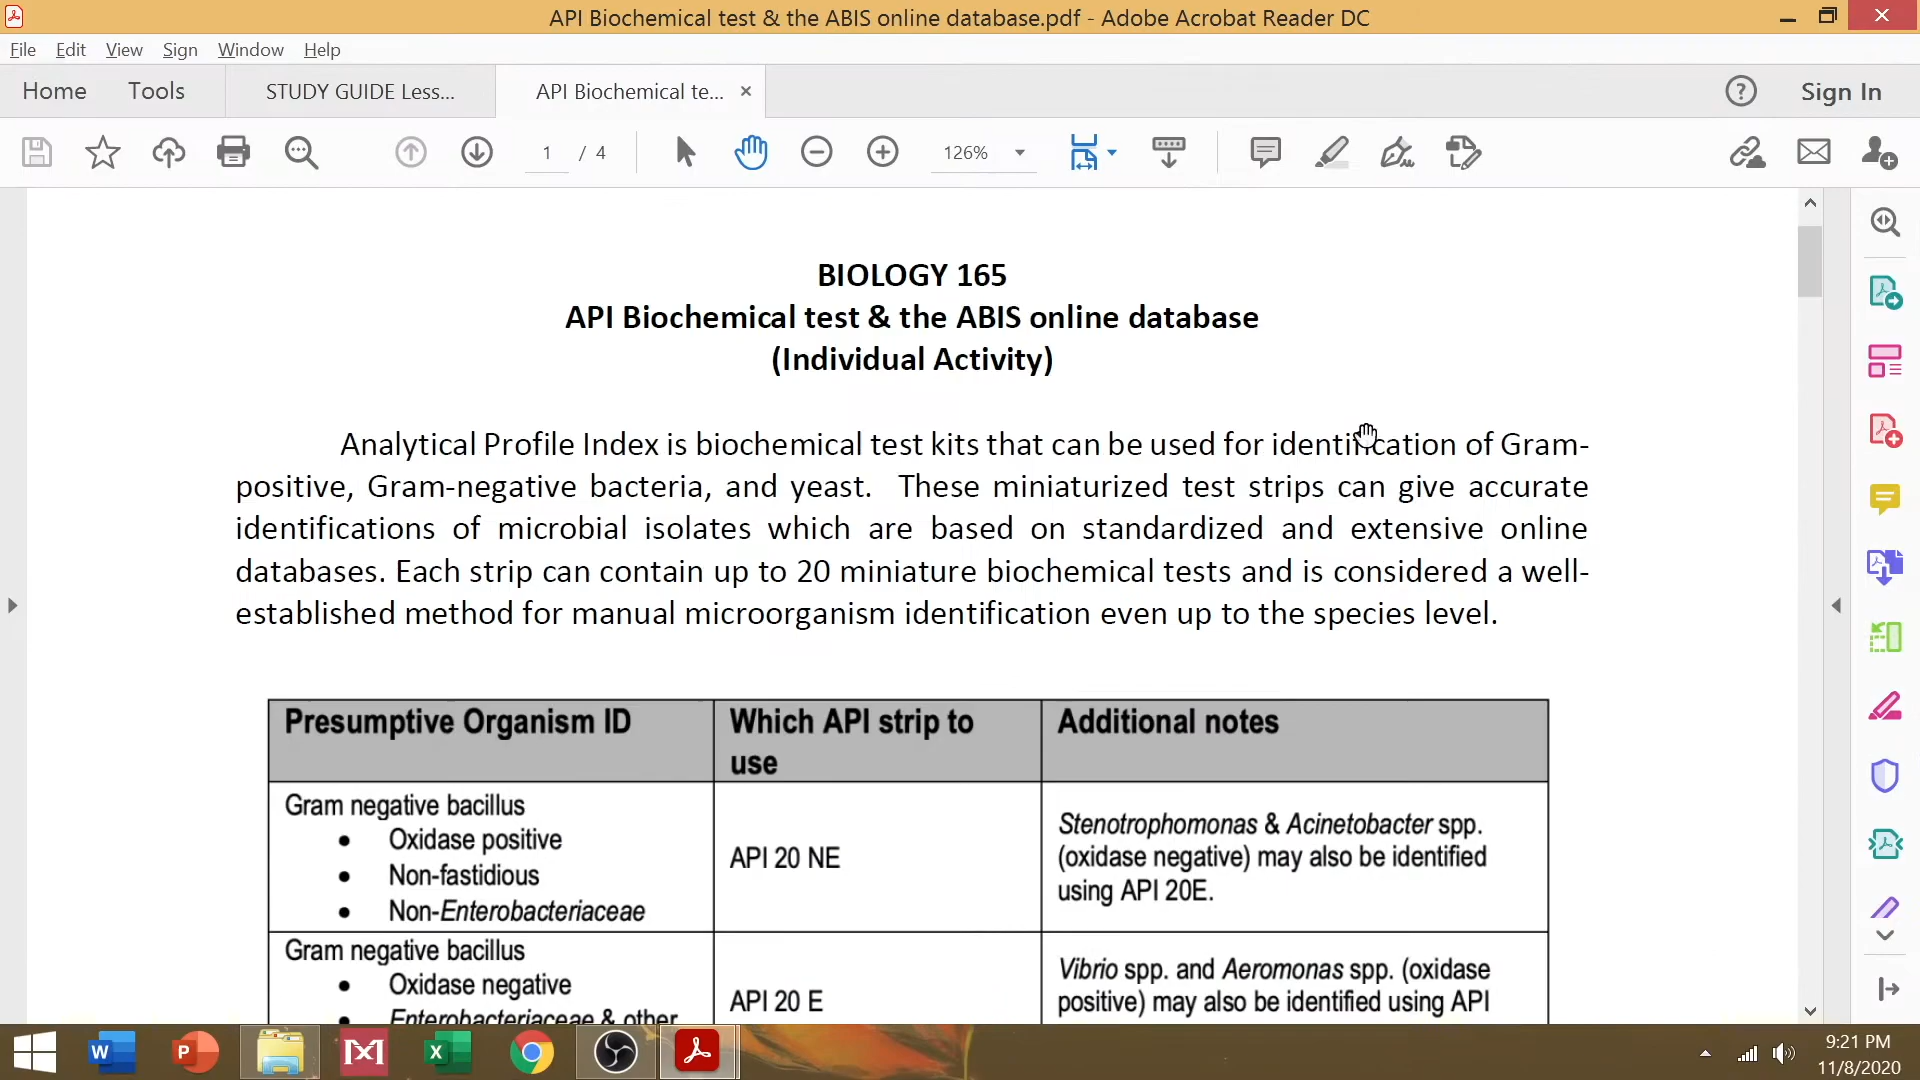 API Biochemical test & the ABIS online database.pdf - Adobe Acrobat Reader DC
File Edit View Sign Window Help
Home Tools STUDY GUIDE Less... API Biochemical te... × Sign In
1 / 4 126%
BIOLOGY 165
API Biochemical test & the ABIS online database
(Individual Activity)
Analytical Profile Index is biochemical test kits that can be used for identification of Gram-
positive, Gram-negative bacteria, and yeast. These miniaturized test strips can give accurate
identifications of microbial isolates which are based on standardized and extensive online
databases. Each strip can contain up to 20 miniature biochemical tests and is considered a well-
established method for manual microorganism identification even up to the species level.
Presumptive Organism ID
Which API strip to
use
Additional notes
Gram negative bacillus
• Oxidase positive
• Non-fastidious
• Non-Enterobacteriaceae
API 20 NE
Stenotrophomonas & Acinetobacter spp.
(oxidase negative) may also be identified
using API 20E.
Gram negative bacillus
• Oxidase negative
• Enterobacteriaceae & other
API 20 E
Vibrio spp. and Aeromonas spp. (oxidase
positive) may also be identified using API
9:21 PM
11/8/2020